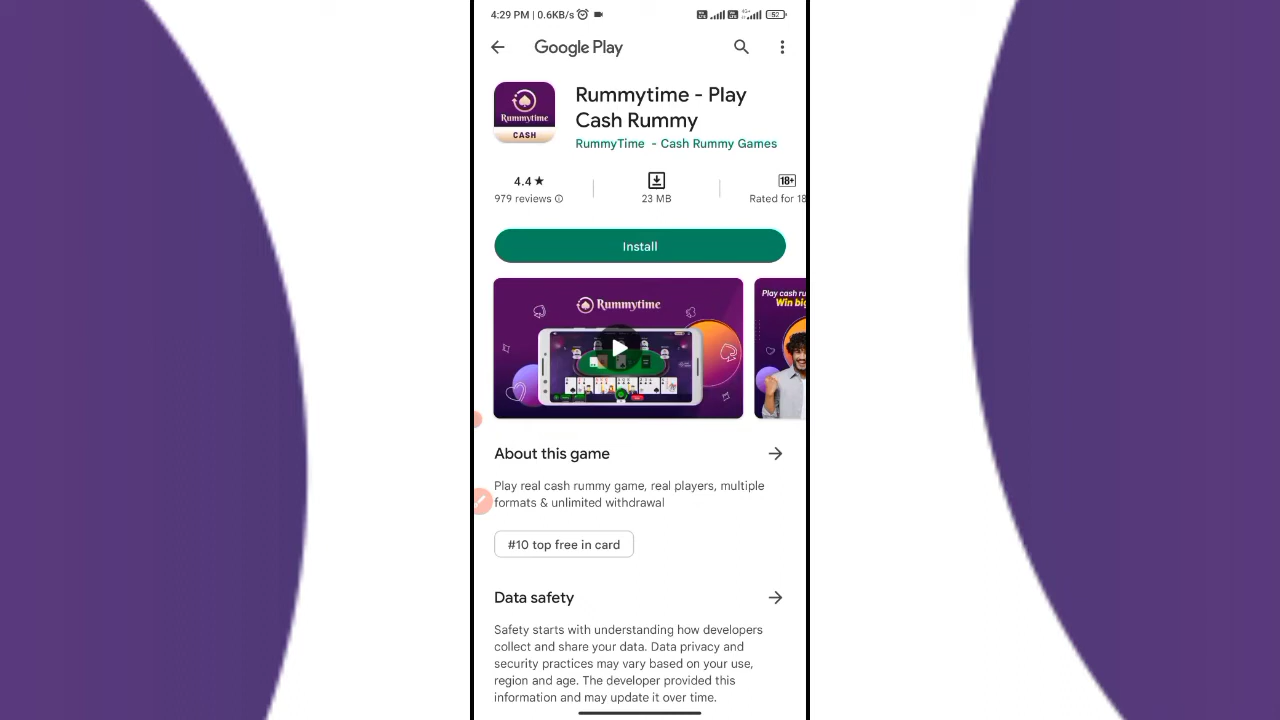 4:29 PM | 0.6KB/s
52
Google Play
Rummytime
CASH
Rummytime - Play
Cash Rummy
RummyTime - Cash Rummy Games
4.4★
979 reviews
23 MB
18+
Rated for 18
Install
Rummytime
Play cash ru
Win big
About this game
Play real cash rummy game, real players, multiple
formats & unlimited withdrawal
#10 top free in card
Data safety
Safety starts with understanding how developers
collect and share your data. Data privacy and
security practices may vary based on your use,
region and age. The developer provided this
information and may update it over time.